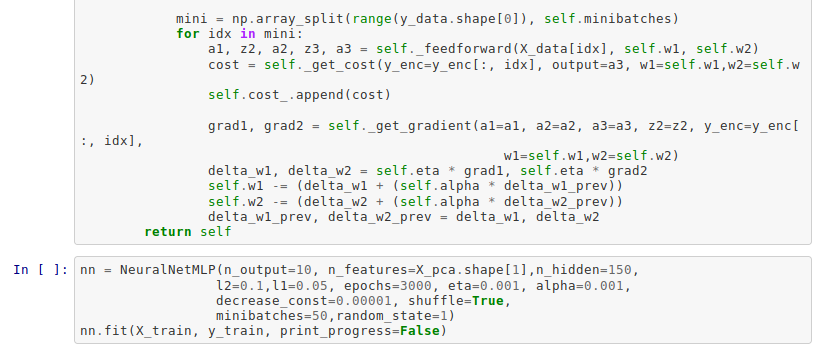 mini = np.array_split(range(y_data.shape[0]), self.minibatches)
for idx in mini:
a1, z2, a2, z3, a3 = self._feedforward(X_data[idx], self.w1, self.w2)
cost = self._get_cost(y_enc=y_enc[:, idx], output=a3, w1=self.w1,w2=self.w
2)
self.cost_.append(cost)
grad1, grad2 = self._get_gradient(a1=a1, a2=a2, a3=a3, z2=z2, y_enc=y_enc[
:, idx],
w1=self.w1,w2=self.w2)
delta_w1, delta_w2 = self.eta * grad1, self.eta * grad2
self.w1 -= (delta_w1 + (self.alpha * delta_w1_prev))
self.w2 -= (delta_w2 + (self.alpha * delta_w2_prev))
delta_w1_prev, delta_w2_prev = delta_w1, delta_w2
return self
In [ ]: nn = NeuralNetMLP(n_output=10, n_features=X_pca.shape[1],n_hidden=150,
l2=0.1,l1=0.05, epochs=3000, eta=0.001, alpha=0.001,
decrease_const=0.00001, shuffle=True,
minibatches=50,random_state=1)
nn.fit(X_train, y_train, print_progress=False)